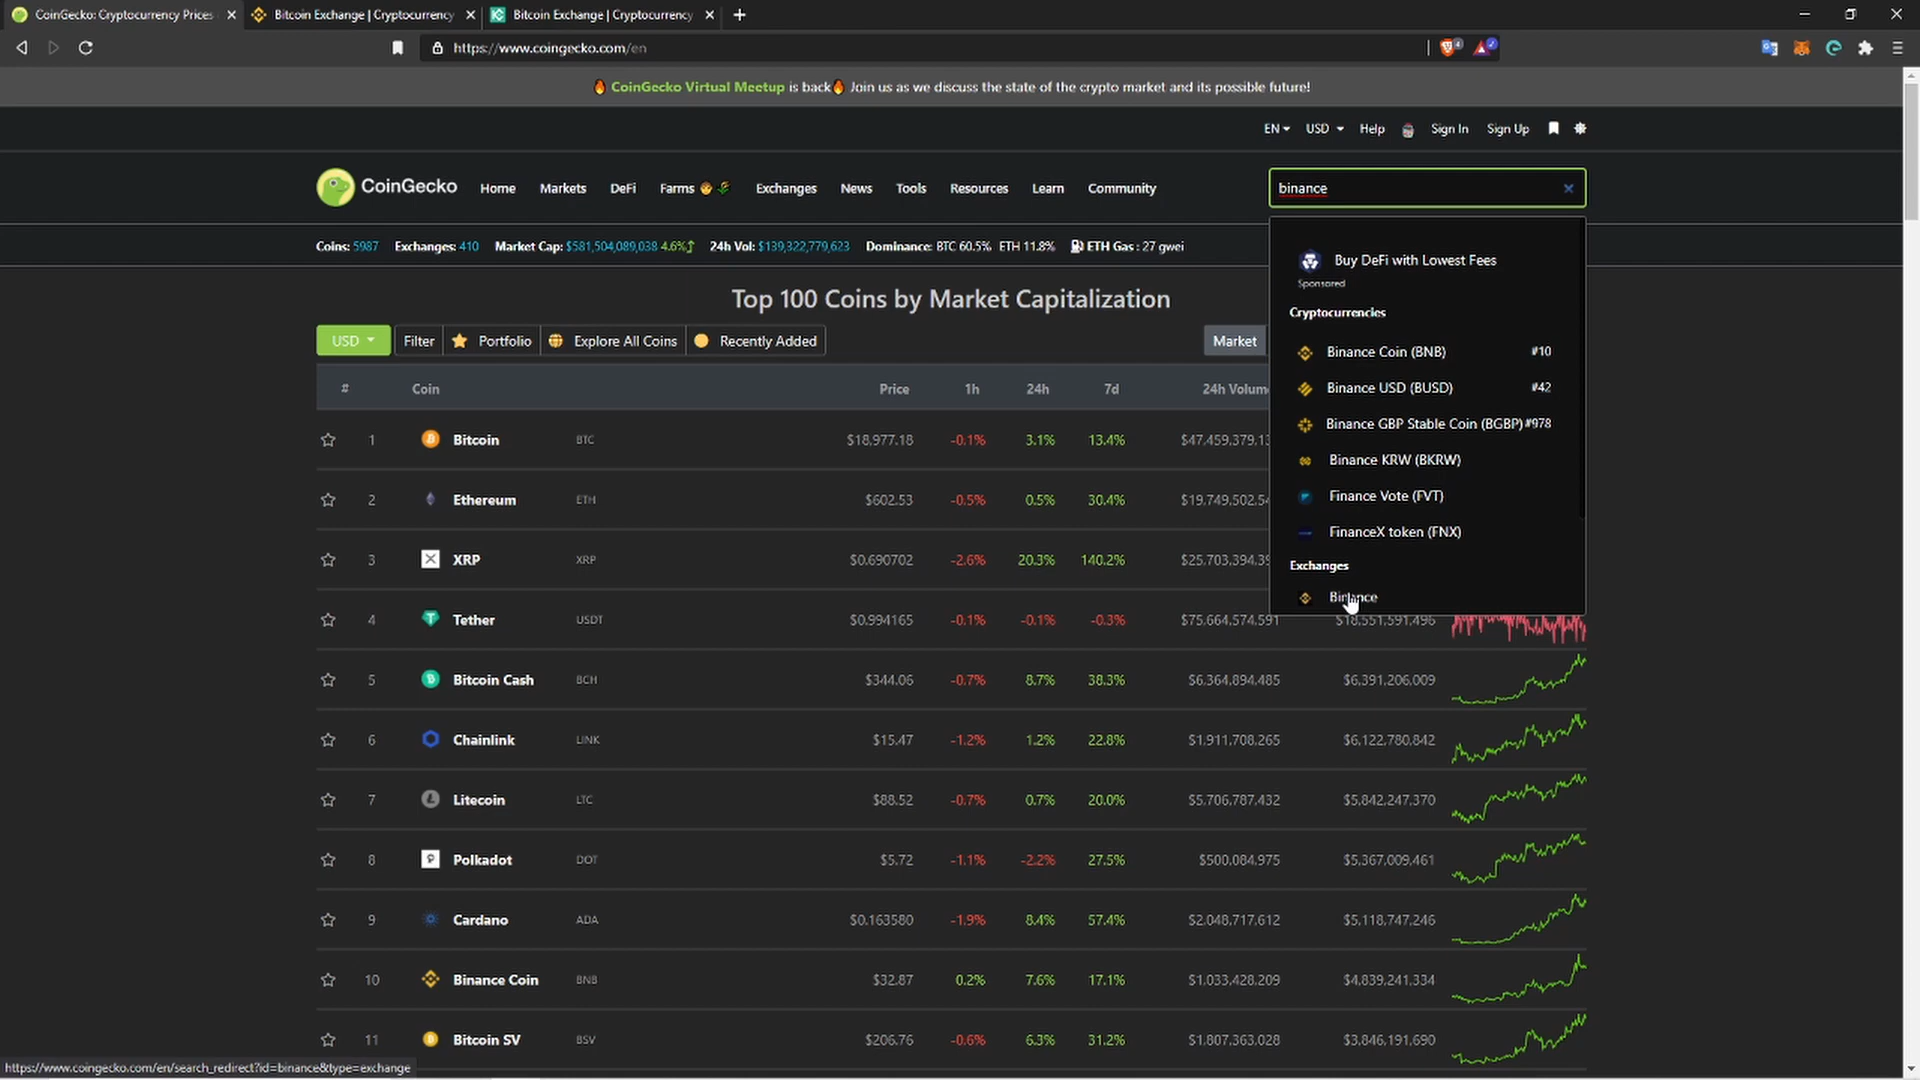 CoinGecko: Cryptocurrency Prices
Bitcoin Exchange | Cryptocurrency
Bitcoin Exchange | Cryptocurrency
https://www.coingecko.com/en
CoinGecko Virtual Meetup is back Join us as we discuss the state of the crypto market and its possible future!
EN USD Help Sign In Sign Up
CoinGecko Home Markets DeFi Farms Exchanges News Tools Resources Learn Community binance
Coins: 5987 Exchanges: 410 Market Cap: $581,504,089,038 4.6% 24h Vol: $139,322,779,623 Dominance: BTC 60.5% ETH 11.8% ETH Gas : 27 gwei
Buy DeFi with Lowest Fees
Sponsored
Cryptocurrencies
Binance Coin (BNB) #10
Binance USD (BUSD) #42
Binance GBP Stable Coin (BGBP) #978
Binance KRW (BKRW)
Finance Vote (FVT)
FinanceX token (FNX)
Exchanges
Binance
Top 100 Coins by Market Capitalization
USD Filter Portfolio Explore All Coins Recently Added Market
# Coin Price 1h 24h 7d 24h Volume
1 Bitcoin BTC $18,977.18 -0.1% 3.1% 13.4%
2 Ethereum ETH $602.53 -0.5% 0.5% 30.4%
3 XRP XRP $0.690702 -2.6% 20.3% 140.2%
4 Tether USDT $0.994165 -0.1% -0.1% -0.3% $75,664,574,591 $18,551,591,496
5 Bitcoin Cash BCH $344.06 -0.7% 8.7% 38.3% $6,364,894,485 $6,391,206,009
6 Chainlink LINK $15.47 -1.2% 1.2% 22.8% $1,911,708,265 $6,122,780,842
7 Litecoin LTC $88.52 -0.7% 0.7% 20.0% $5,706,787,432 $5,842,247,370
8 Polkadot DOT $5.72 -1.1% -2.2% 27.5% $500,084,975 $5,367,009,461
9 Cardano ADA $0.163580 -1.9% 8.4% 57.4% $2,048,717,612 $5,118,747,246
10 Binance Coin BNB $32.87 0.2% 7.6% 17.1% $1,033,428,209 $4,839,241,334
11 Bitcoin SV BSV $206.76 -0.6% 6.3% 31.2% $1,807,363,028 $3,846,191,690
https://www.coingecko.com/en/search_redirect?id=binance&type=exchange